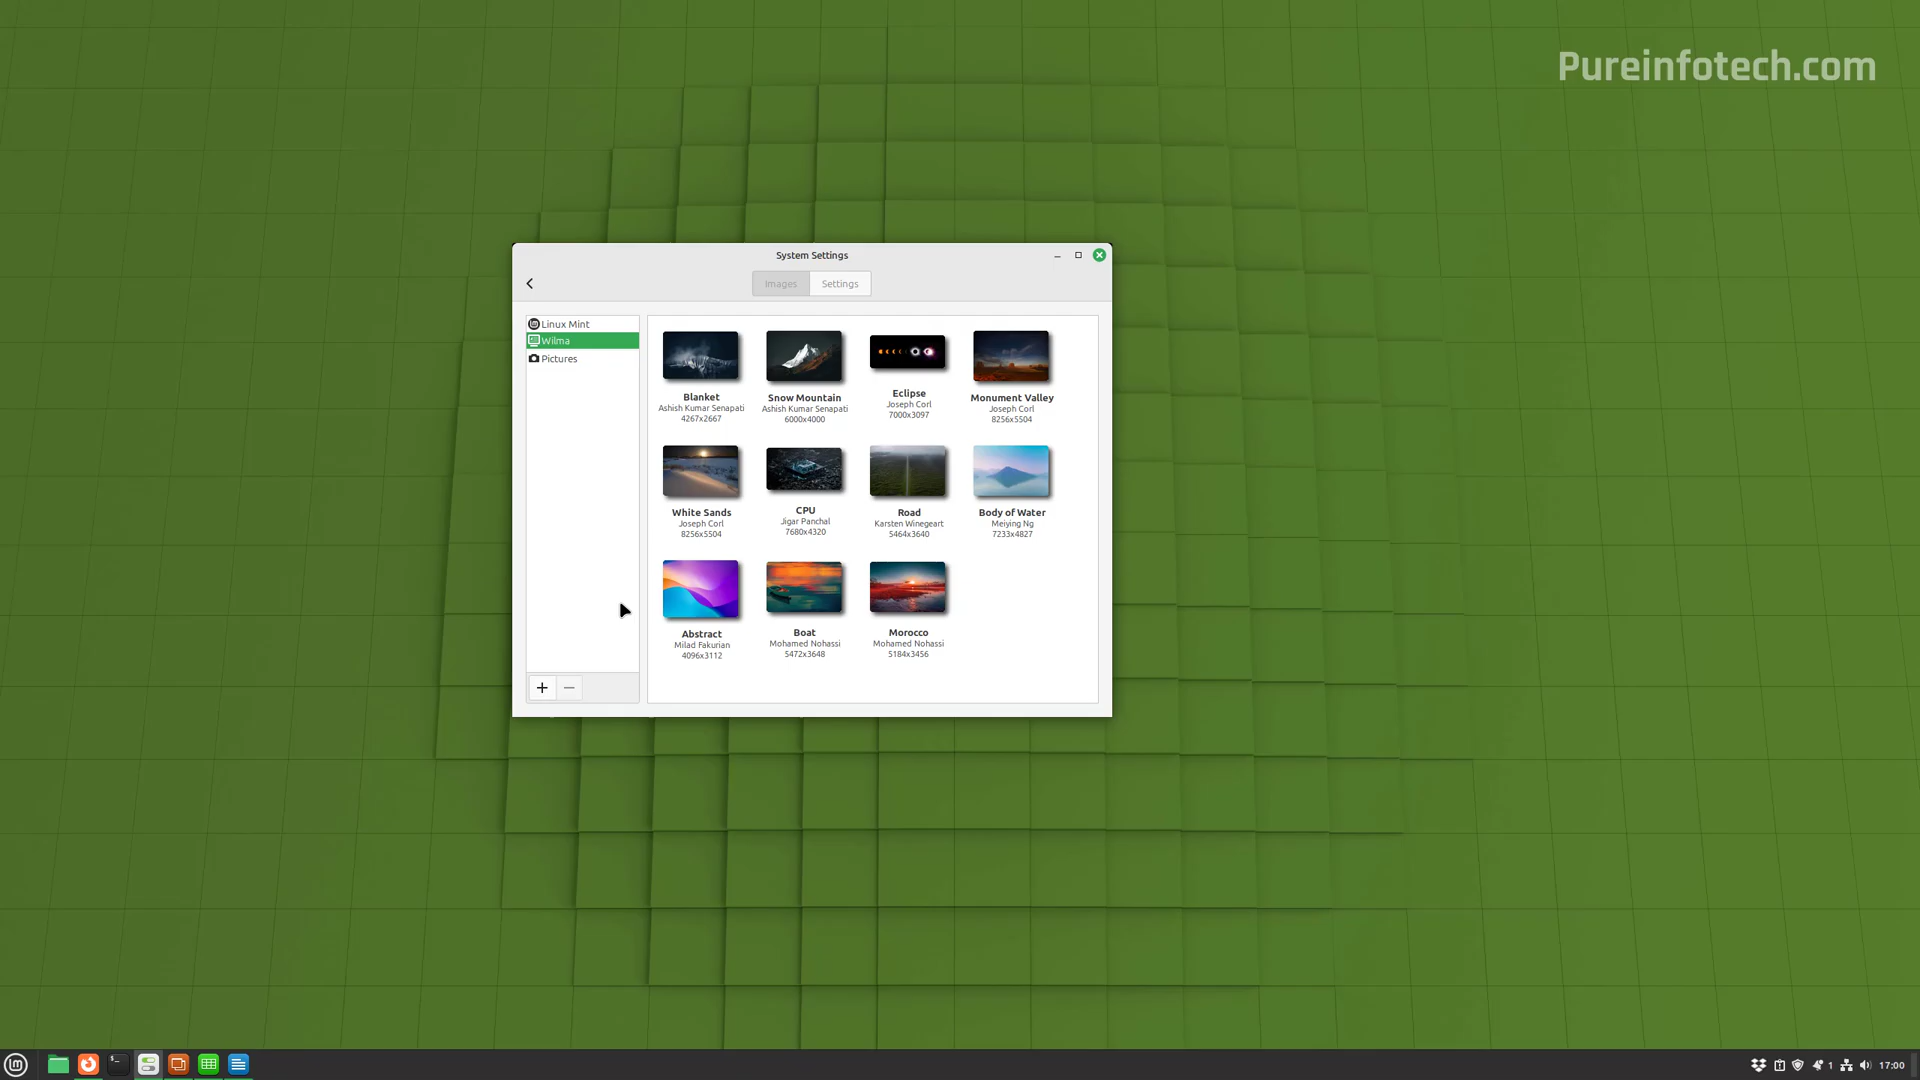 Pureinfotech.com
System Settings
Images
Settings
Linux Mint
Wilma
Pictures
Blanket
Ashish Kumar Senapati
4267x2667
Snow Mountain
Ashish Kumar Senapati
6000x4000
Eclipse
Joseph Corl
7000x3097
Monument Valley
Joseph Corl
8256x5504
White Sands
Joseph Corl
8256x5504
CPU
Jigar Panchal
7680x4320
Road
Karsten Winegeart
5464x3640
Body of Water
Meiying Ng
7233x4827
Abstract
Milad Fakurian
4096x3112
Boat
Mohamed Nohassi
5472x3648
Morocco
Mohamed Nohassi
5184x3456
1
17:00